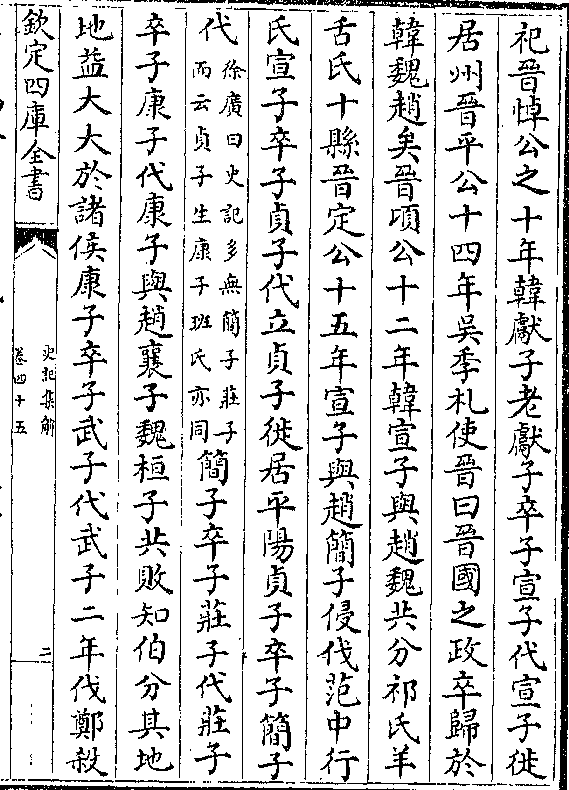 祀晉悼公之十年韓獻子老獻子卒子宣子代宣子徙
居州晉平公十四年吳季札使晉曰晉國之政卒歸於
韓魏趙矣晉頃公十二年韓宣子與趙魏共分祁氏羊
舌氏十縣晉定公十五年宣子與趙簡子侵伐范中行
氏宣子卒子貞子代立貞子徙居平陽貞子卒子簡子
代徐廣曰史記多無簡子莊子而云貞子生康子班氏亦同簡子卒子莊子代莊子
卒子康子代康子與趙襄子魏桓子共敗知伯分其地
地益大大於諸侯康子卒子武子代武子二年伐鄭殺
欽定四庫全書
史記集解
卷四十五
二